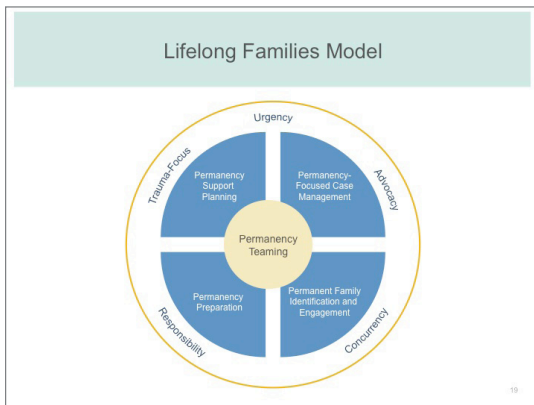 Lifelong Families Model
Urgency
Trauma-Focus
Advocacy
Permanency
Support
Planning
Permanency-
Focused Case
Management
Permanency
Teaming
Permanency
Preparation
Permanent Family
Identification and
Engagement
Responsibility
Concurrency
19